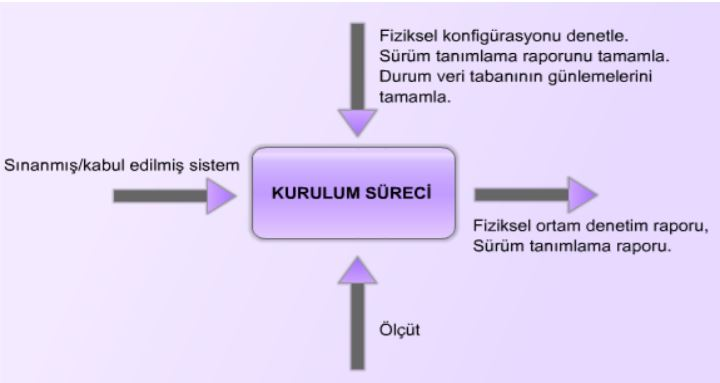 Fiziksel konfigürasyonu denetle.
Sürüm tanımlama raporunu tamamla.
Durum veri tabanının günlemelerini
tamamla.
Sınanmış/kabul edilmiş sistem
KURULUM SÜRECİ
Fiziksel ortam denetim raporu,
Sürüm tanımlama raporu.
Ölçüt